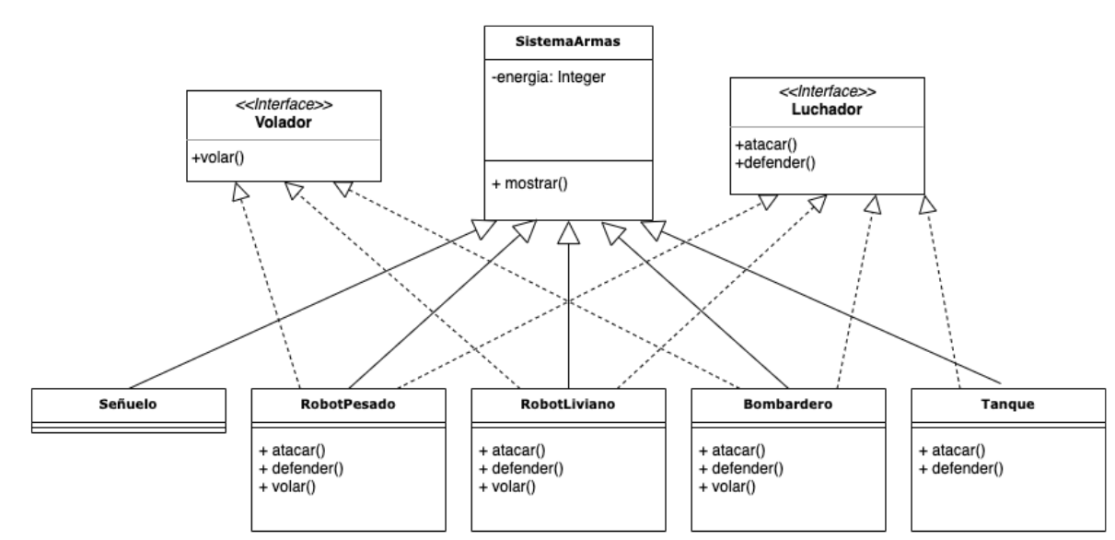 SistemaArmas
-energia: Integer
+ mostrar()
<<Interface>>
Volador
+volar()
<<Interface>>
Luchador
+atacar()
+defender()
Señuelo
RobotPesado
+ atacar()
+ defender()
+ volar()
RobotLiviano
+ atacar()
+ defender()
+ volar()
Bombardero
+ atacar()
+ defender()
+ volar()
Tanque
+ atacar()
+ defender()